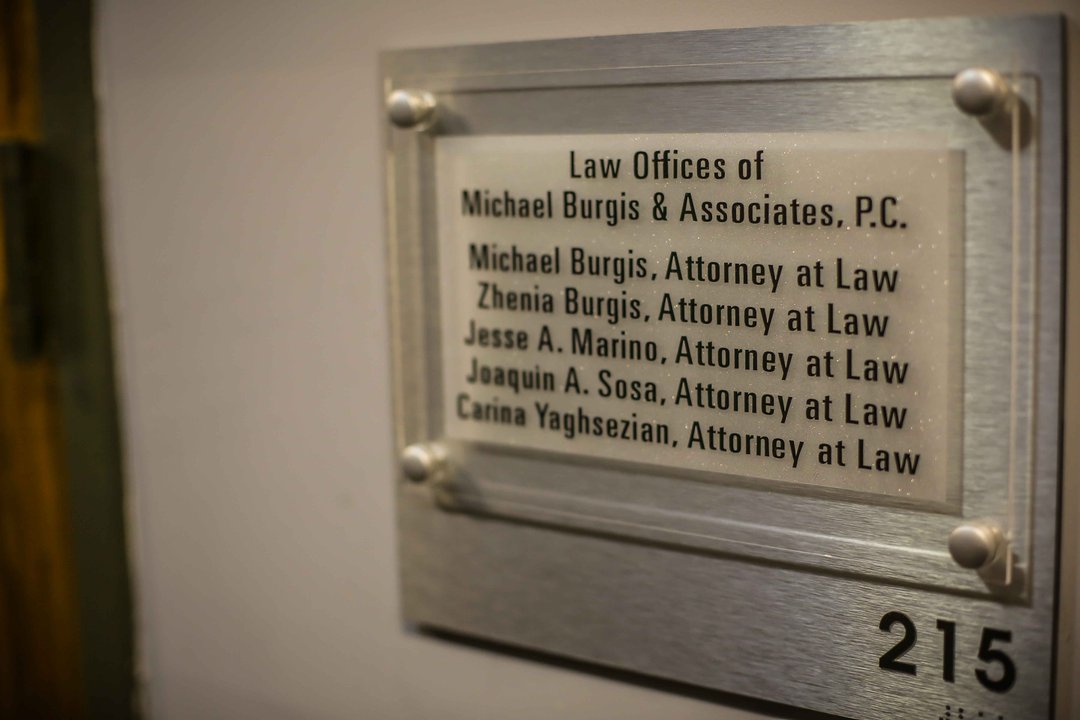 Law Offices of
Michael Burgis & Associates, P.C.
Michael Burgis, Attorney at Law
Zhenia Burgis, Attorney at Law
Jesse A. Marino, Attorney at Law
Joaquin A. Sosa, Attorney at Law
Carina Yaghsezian, Attorney at Law
215